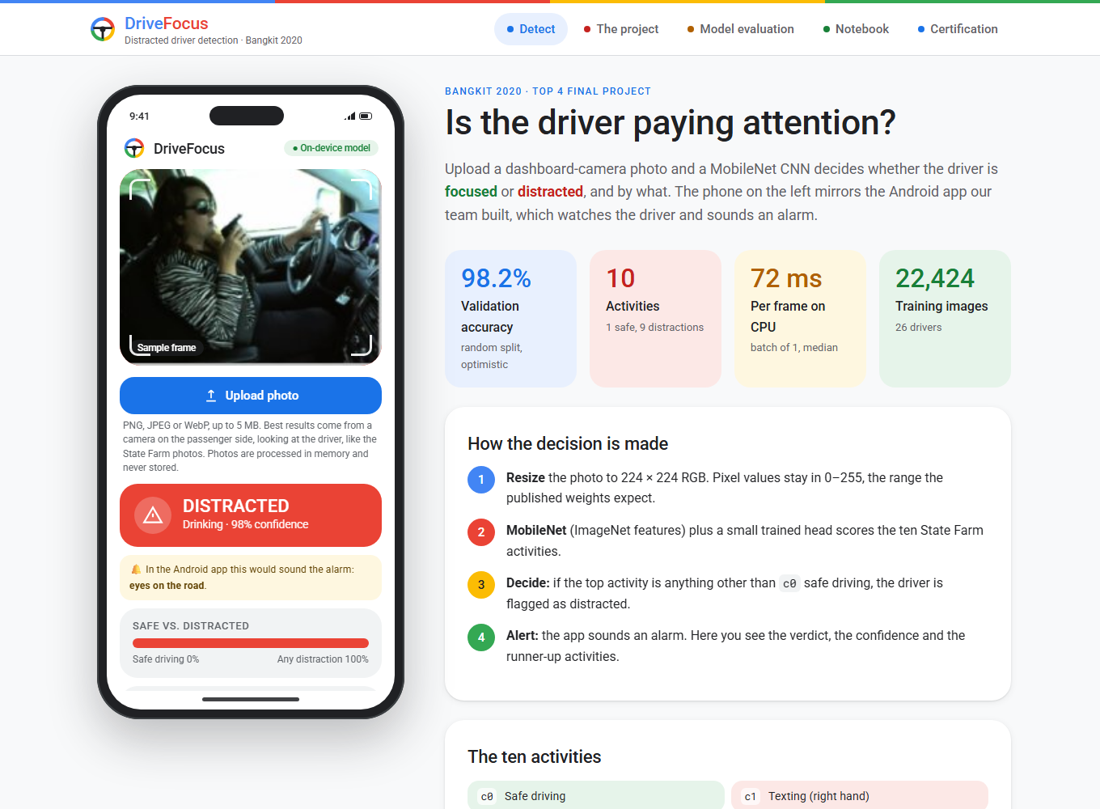 DriveFocus
Distracted driver detection · Bangkit 2020
Detect
The project
Model evaluation
Notebook
Certification
9:41
DriveFocus
On-device model
Sample frame
Upload photo
PNG, JPEG or WebP, up to 5 MB. Best results come from a
camera on the passenger side, looking at the driver, like the
State Farm photos. Photos are processed in memory and
never stored.
DISTRACTED
Drinking · 98% confidence
In the Android app this would sound the alarm:
eyes on the road.
SAFE VS. DISTRACTED
Safe driving 0%
Any distraction 100%
BANGKIT 2020 · TOP 4 FINAL PROJECT
Is the driver paying attention?
Upload a dashboard-camera photo and a MobileNet CNN decides whether the driver is
focused or distracted, and by what. The phone on the left mirrors the Android app our
team built, which watches the driver and sounds an alarm.
98.2%
Validation
accuracy
random split,
optimistic
10
Activities
1 safe, 9 distractions
72 ms
Per frame on
CPU
batch of 1, median
22,424
Training images
26 drivers
How the decision is made
1 Resize the photo to 224 × 224 RGB. Pixel values stay in 0–255, the range the
published weights expect.
2 MobileNet (ImageNet features) plus a small trained head scores the ten State Farm
activities.
3 Decide: if the top activity is anything other than c0 safe driving, the driver is
flagged as distracted.
4 Alert: the app sounds an alarm. Here you see the verdict, the confidence and the
runner-up activities.
The ten activities
c0 Safe driving
c1 Texting (right hand)